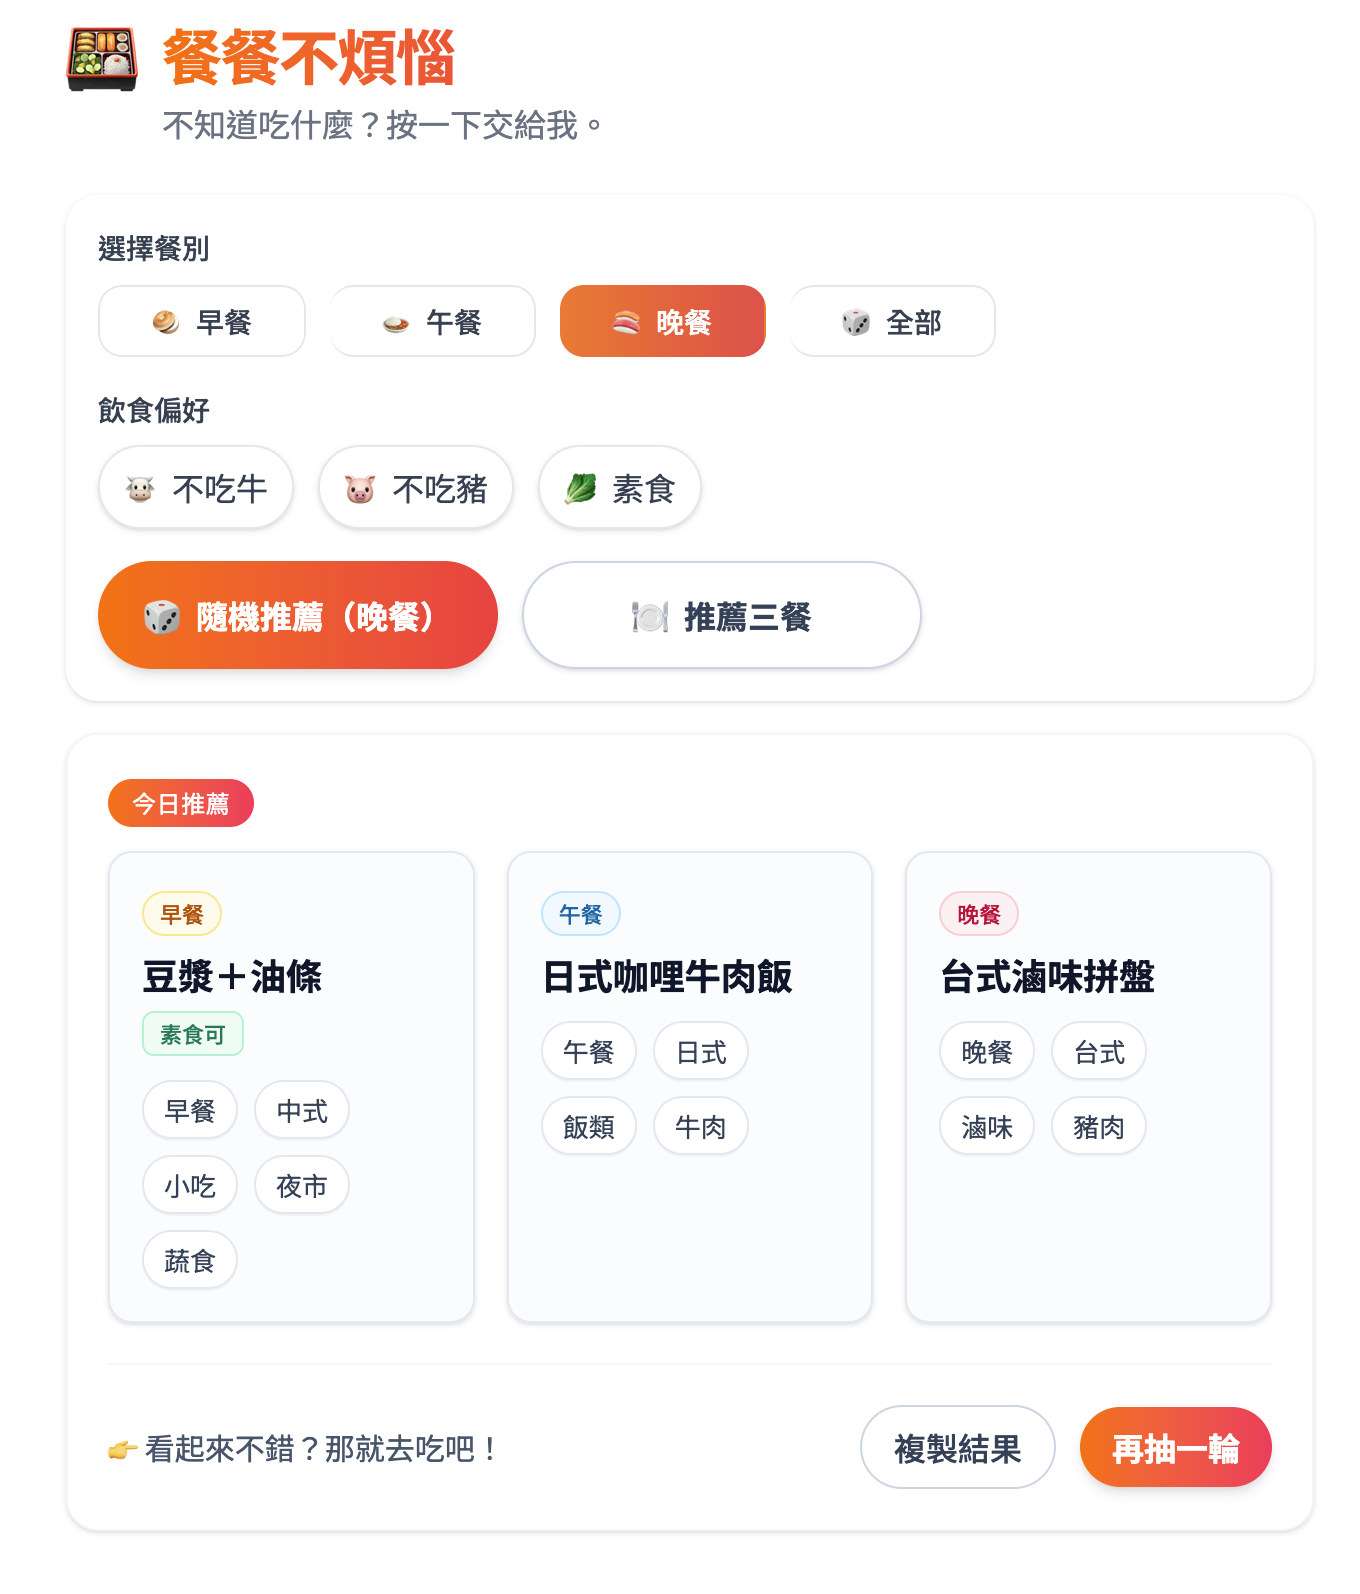 餐餐不煩惱
不知道吃什麼？按一下交給我。
選擇餐別
早餐 午餐 晚餐 全部
飲食偏好
不吃牛 不吃豬 素食
隨機推薦（晚餐） 推薦三餐
今日推薦
早餐
豆漿＋油條
素食可
早餐 中式
小吃 夜市
蔬食
午餐
日式咖哩牛肉飯
午餐 日式
飯類 牛肉
晚餐
台式滷味拼盤
晚餐 台式
滷味 豬肉
👉 看起來不錯？那就去吃吧！
複製結果 再抽一輪